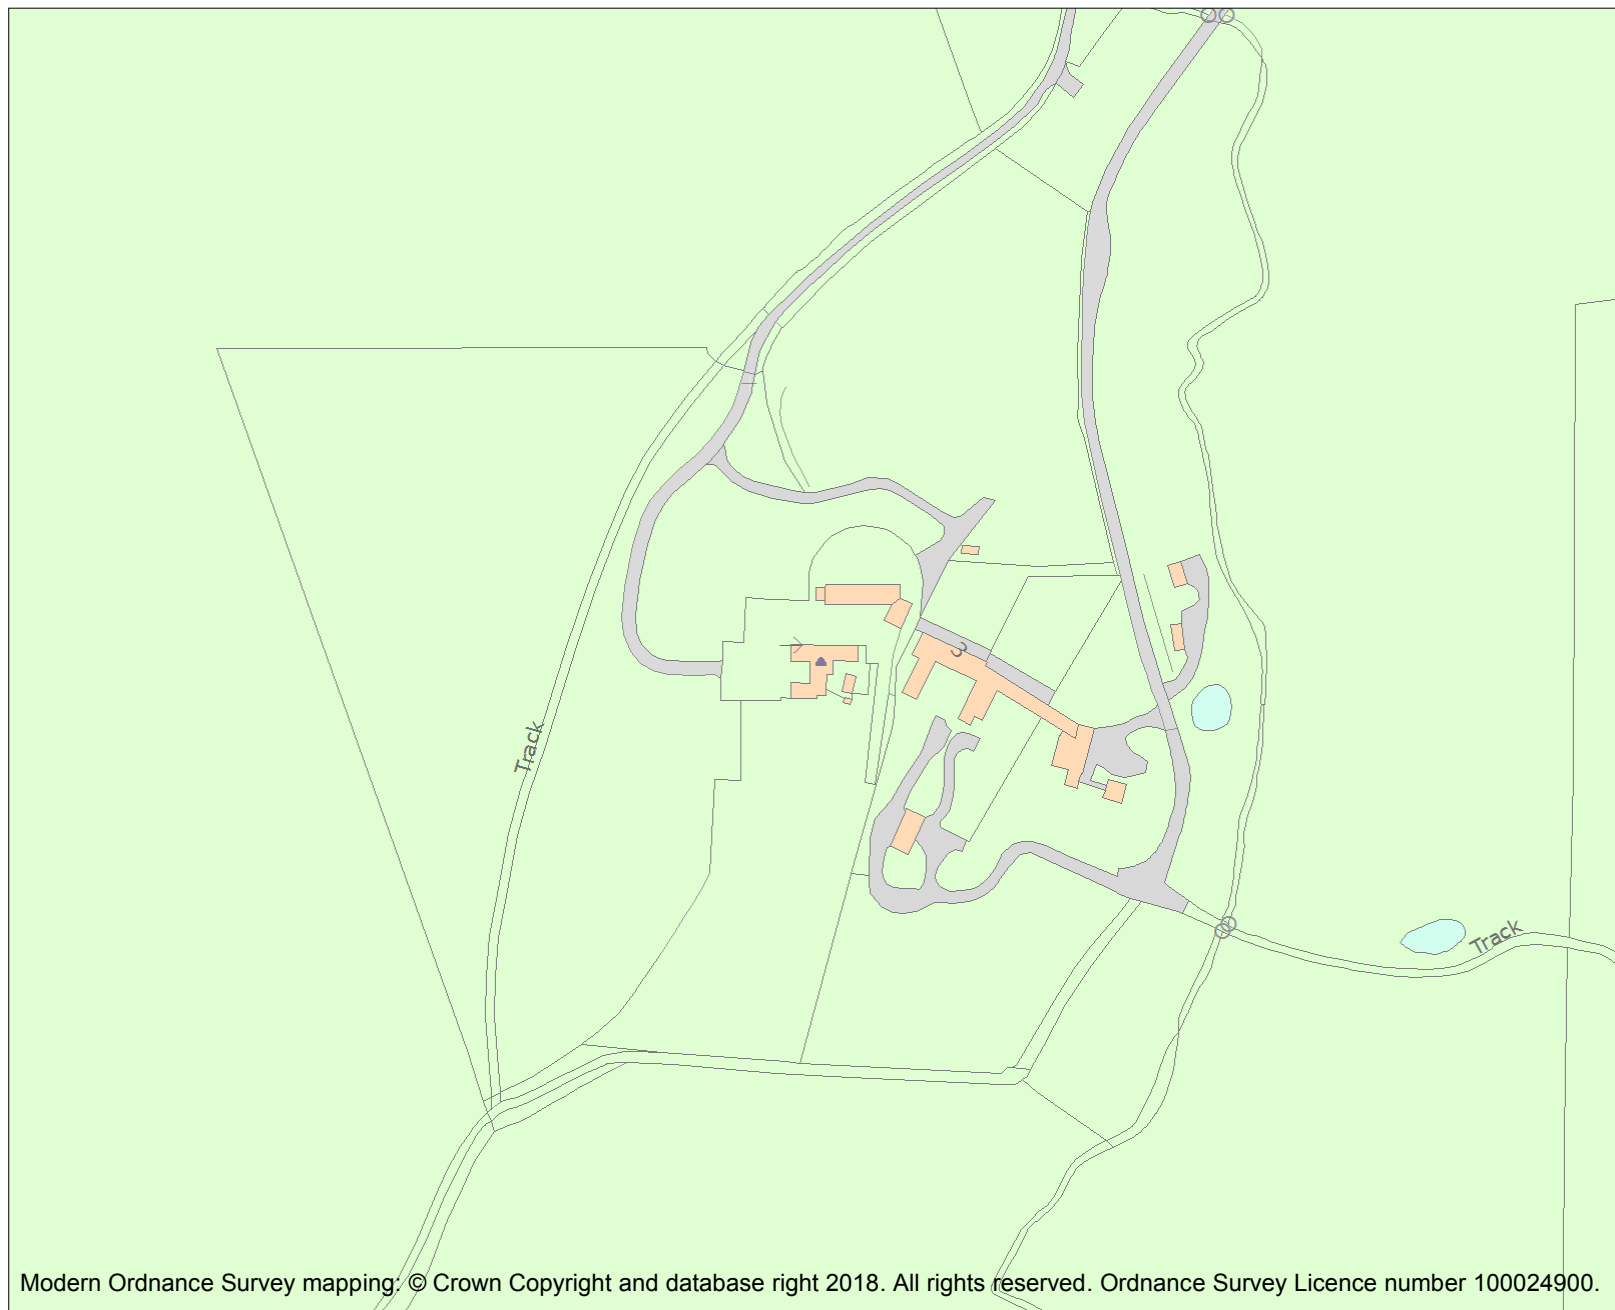 3
Track
Track
Modern Ordnance Survey mapping: © Crown Copyright and database right 2018. All rights reserved. Ordnance Survey Licence number 100024900.